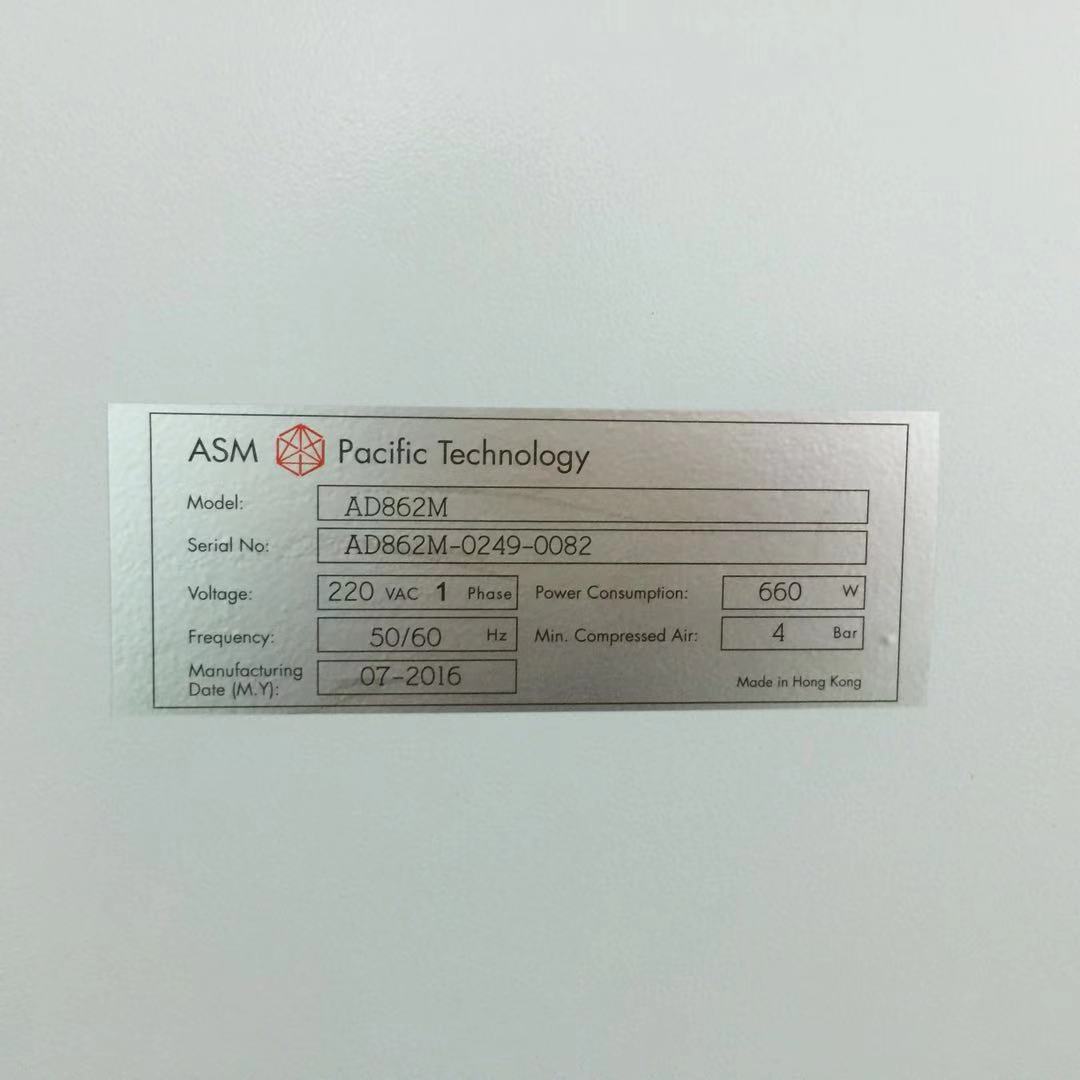 ASM Pacific Technology
Model: AD862M
Serial No: AD862M-0249-0082
Voltage: 220 VAC 1 Phase Power Consumption: 660 W
Frequency: 50/60 Hz Min. Compressed Air: 4 Bar
Manufacturing
Date (M.Y): 07-2016 Made in Hong Kong